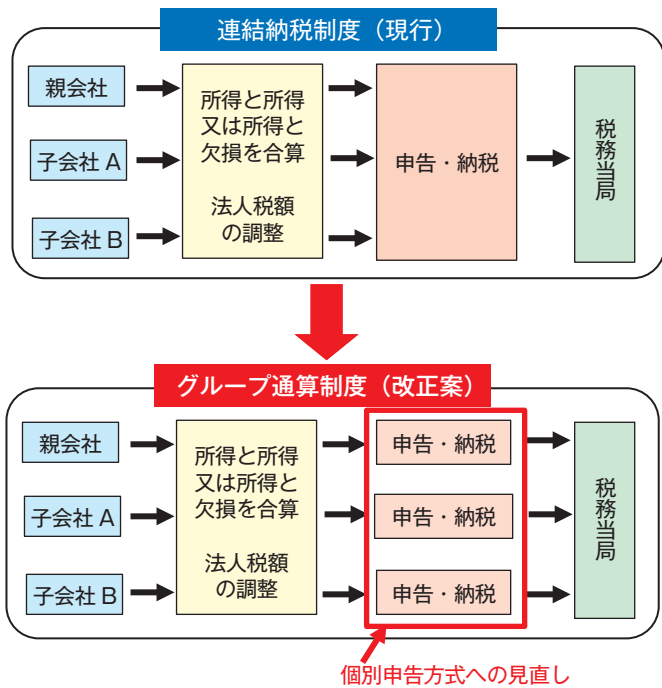 連結納税制度（現行）
親会社
子会社 A
子会社 B
所得と所得
又は所得と
欠損を合算
法人税額
の調整
申告・納税
税務当局
グループ通算制度（改正案）
親会社
子会社 A
子会社 B
所得と所得
又は所得と
欠損を合算
法人税額
の調整
申告・納税
申告・納税
申告・納税
税務当局
個別申告方式への見直し